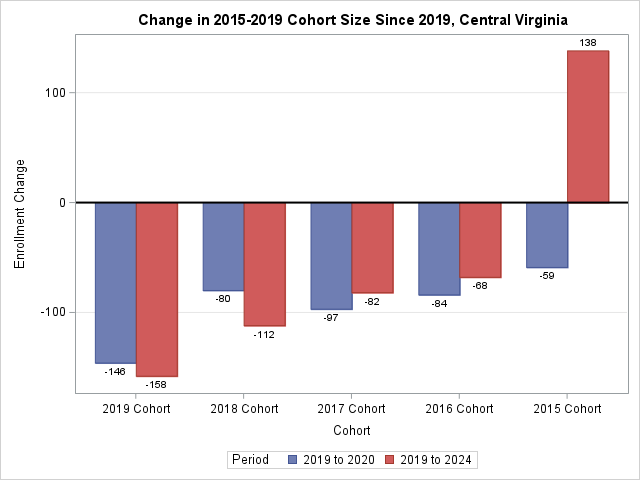 Change in 2015-2019 Cohort Size Since 2019, Central Virginia
Enrollment Change
100
0
-100
138
-146
-158
-80
-112
-97
-82
-84
-68
-59
2019 Cohort
2018 Cohort
2017 Cohort
2016 Cohort
2015 Cohort
Cohort
Period
2019 to 2020
2019 to 2024